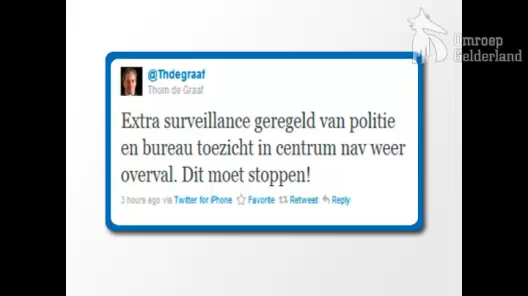 Omroep
Gelderland
@Thdegraaf
Thom de Graaf
Extra surveillance geregeld van politie
en bureau toezicht in centrum nav weer
overval. Dit moet stoppen!
3 hours ago via Twitter for iPhone Favorite Retweet Reply